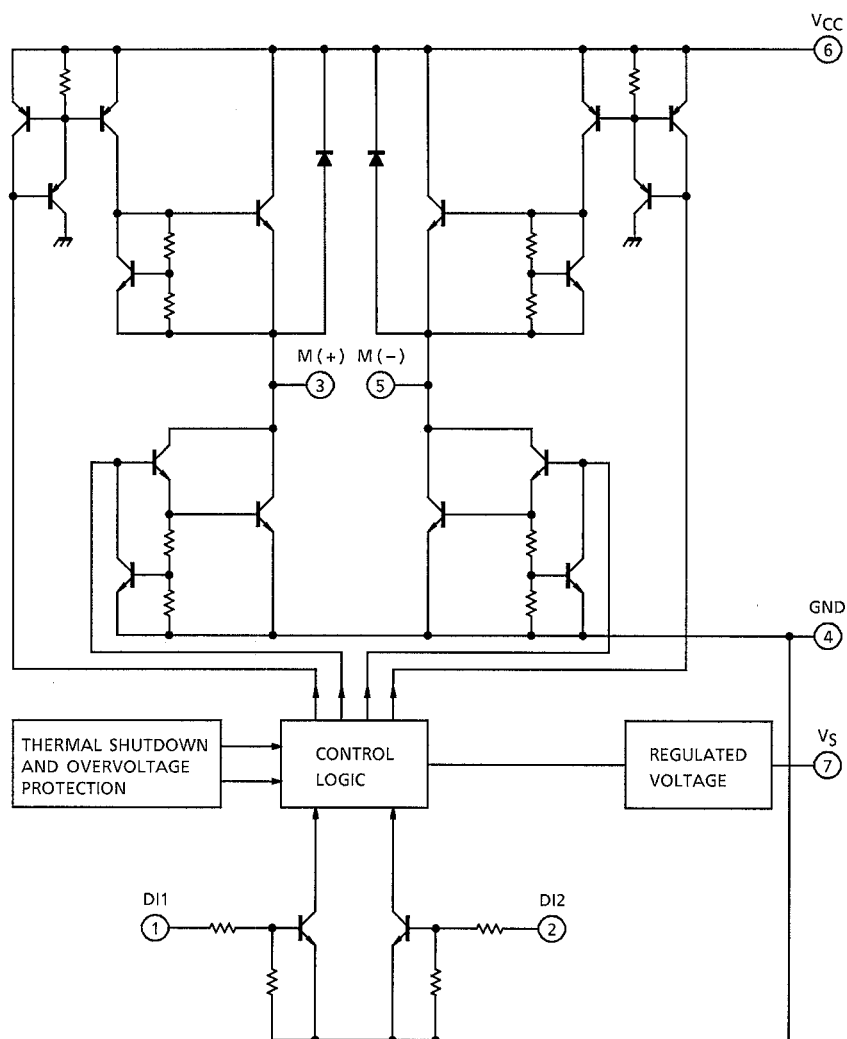 VCC
6
M(+) M(−)
3 5
GND
4
THERMAL SHUTDOWN
AND OVERVOLTAGE
PROTECTION
CONTROL
LOGIC
REGULATED
VOLTAGE
VS
7
DI1
1
DI2
2